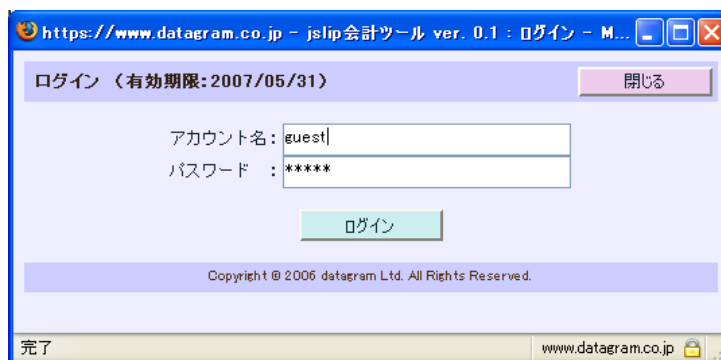 https://www.datagram.co.jp - jslip会計ツール ver. 0.1 : ログイン - M...
ログイン （有効期限:2007/05/31）
閉じる
アカウント名: guest
パスワード : *****
ログイン
Copyright © 2006 datagram Ltd. All Rights Reserved.
完了
www.datagram.co.jp